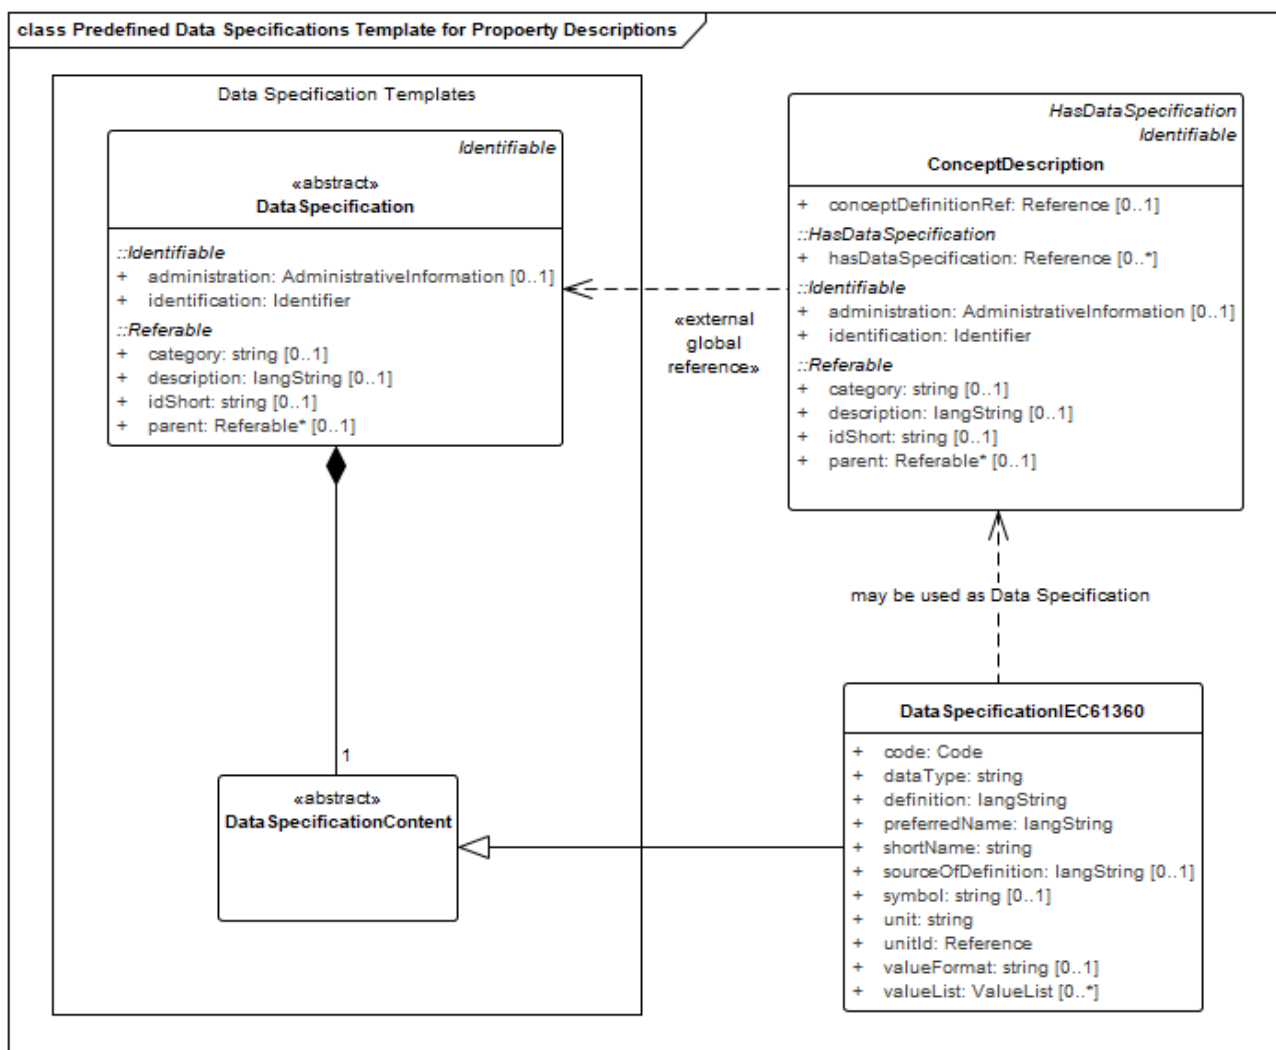 class Predefined Data Specifications Template for Propoerty Descriptions
Data Specification Templates
Identifiable
«abstract»
DataSpecification
::Identifiable
+ administration: AdministrativeInformation [0..1]
+ identification: Identifier
::Referable
+ category: string [0..1]
+ description: langString [0..1]
+ idShort: string [0..1]
+ parent: Referable* [0..1]
«external
global
reference»
HasDataSpecification
Identifiable
ConceptDescription
+ conceptDefinitionRef: Reference [0..1]
::HasDataSpecification
+ hasDataSpecification: Reference [0..*]
::Identifiable
+ administration: AdministrativeInformation [0..1]
+ identification: Identifier
::Referable
+ category: string [0..1]
+ description: langString [0..1]
+ idShort: string [0..1]
+ parent: Referable* [0..1]
may be used as Data Specification
1
«abstract»
DataSpecificationContent
DataSpecificationIEC61360
+ code: Code
+ dataType: string
+ definition: langString
+ preferredName: langString
+ shortName: string
+ sourceOfDefinition: langString [0..1]
+ symbol: string [0..1]
+ unit: string
+ unitId: Reference
+ valueFormat: string [0..1]
+ valueList: ValueList [0..*]